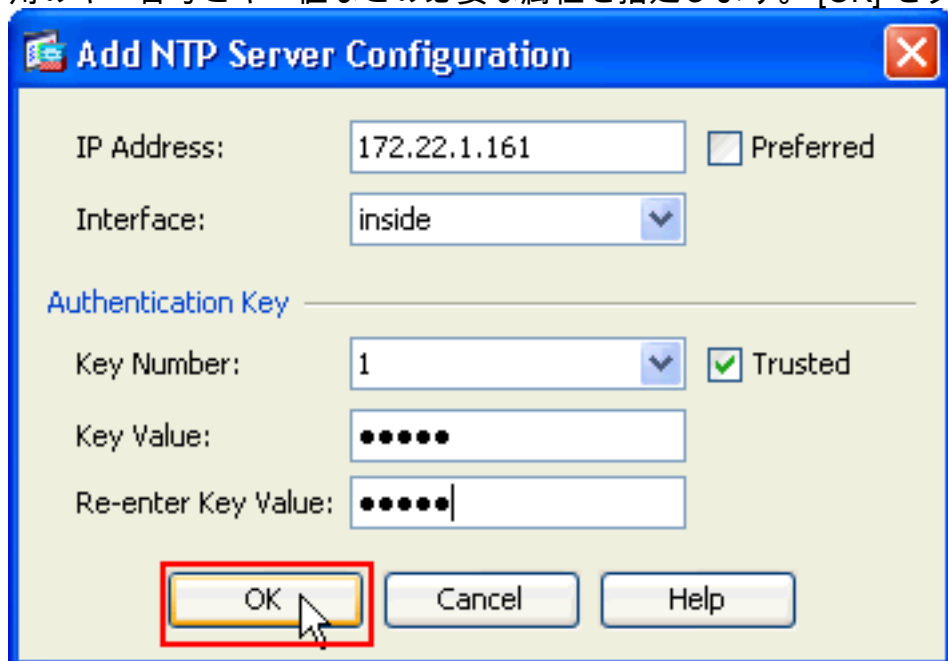 Add NTP Server Configuration
IP Address: 172.22.1.161 Preferred
Interface: inside
Authentication Key
Key Number: 1 Trusted
Key Value: ●●●●●
Re-enter Key Value: ●●●●●
OK Cancel Help